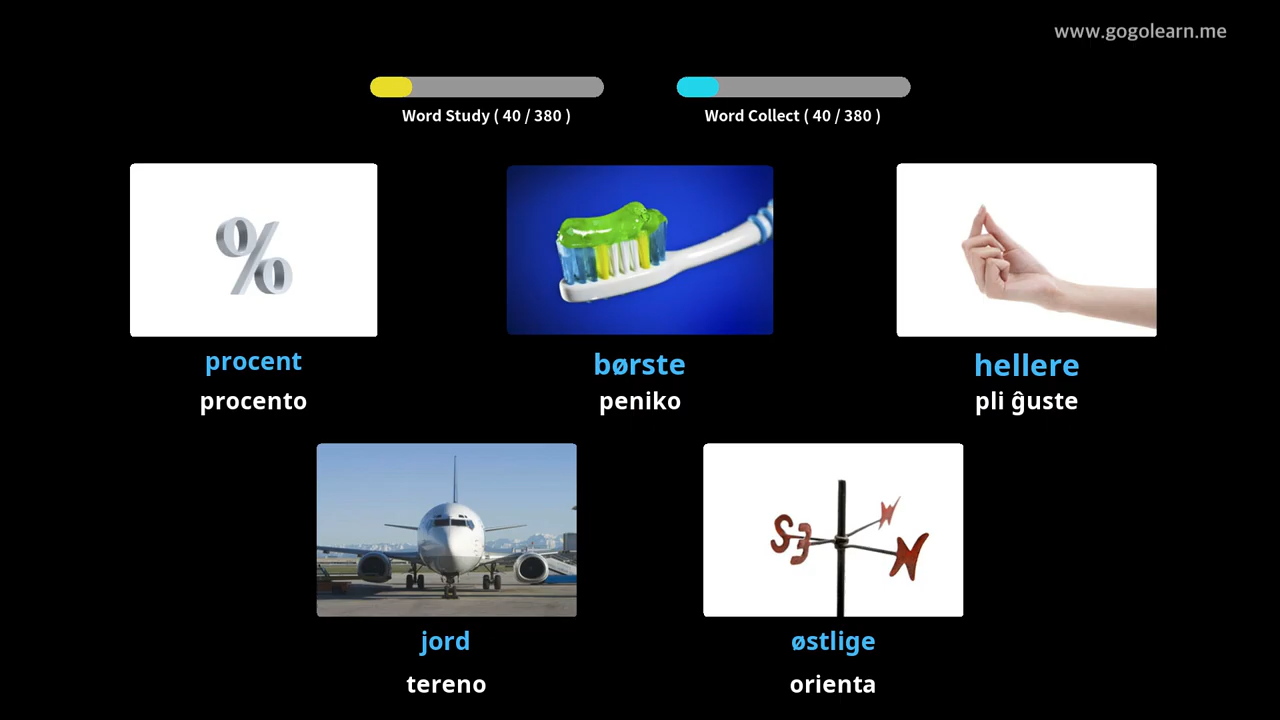 www.gogolearn.me
Word Study ( 40 / 380 )
Word Collect ( 40 / 380 )
%
procent
procento
børste
peniko
hellere
pli ĝuste
S
E
N
W
jord
tereno
østlige
orienta